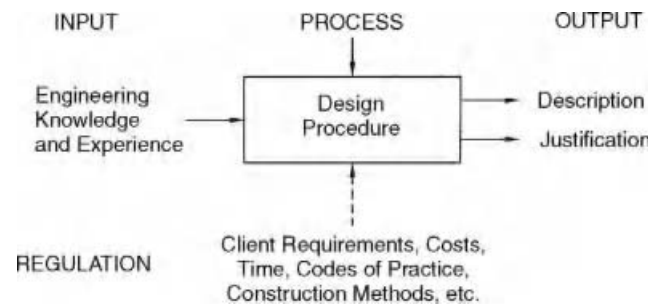 INPUT
PROCESS
OUTPUT
Engineering
Knowledge
and Experience
Design
Procedure
Description
Justification
REGULATION
Client Requirements, Costs,
Time, Codes of Practice,
Construction Methods, etc.